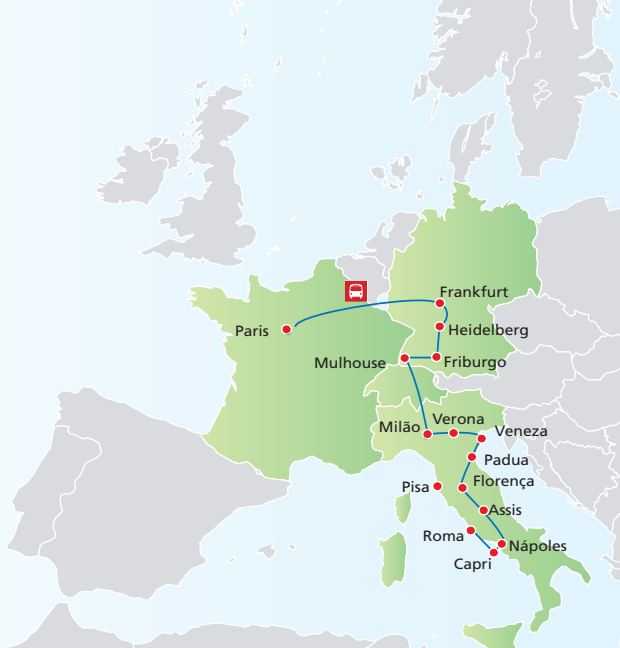 Frankfurt
Paris
Heidelberg
Mulhouse
Friburgo
Verona
Milão
Veneza
Padua
Florença
Pisa
Assis
Roma
Nápoles
Capri